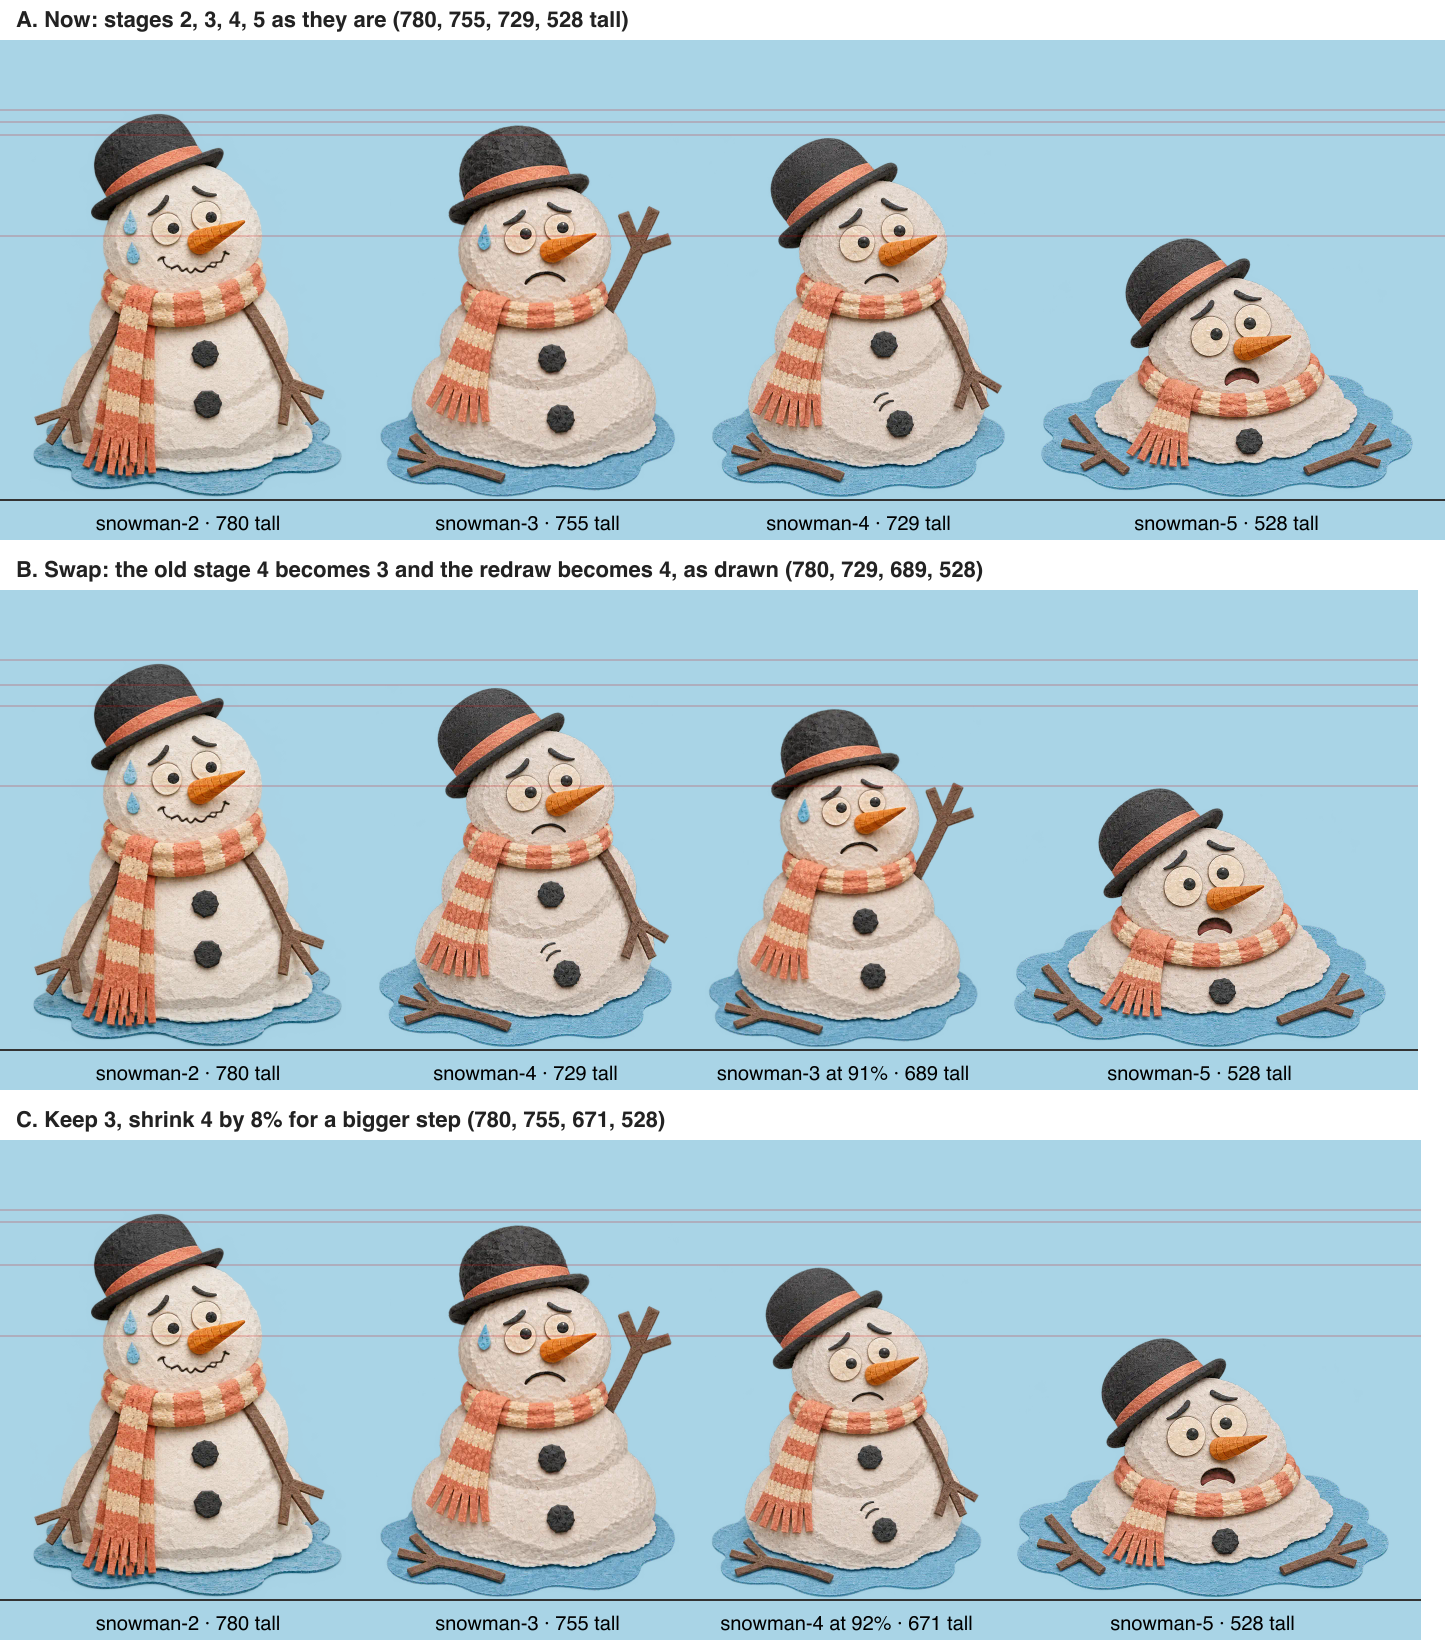 A. Now: stages 2, 3, 4, 5 as they are (780, 755, 729, 528 tall)
snowman-2 · 780 tall
snowman-3 · 755 tall
snowman-4 · 729 tall
snowman-5 · 528 tall
B. Swap: the old stage 4 becomes 3 and the redraw becomes 4, as drawn (780, 729, 689, 528)
snowman-2 · 780 tall
snowman-4 · 729 tall
snowman-3 at 91% · 689 tall
snowman-5 · 528 tall
C. Keep 3, shrink 4 by 8% for a bigger step (780, 755, 671, 528)
snowman-2 · 780 tall
snowman-3 · 755 tall
snowman-4 at 92% · 671 tall
snowman-5 · 528 tall